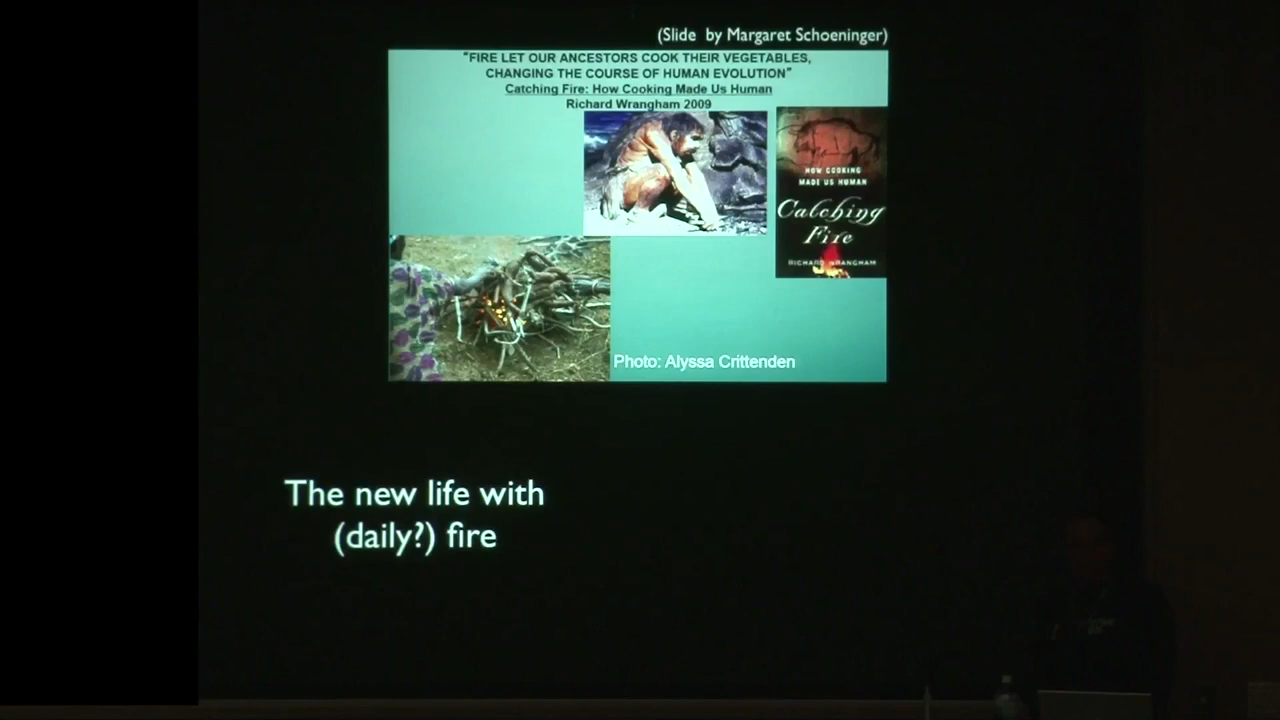 (Slide by Margaret Schoeninger)
"FIRE LET OUR ANCESTORS COOK THEIR VEGETABLES,
CHANGING THE COURSE OF HUMAN EVOLUTION"
Catching Fire: How Cooking Made Us Human
Richard Wrangham 2009
HOW COOKING
MADE US HUMAN
Catching
Fire
RICHARD WRANGHAM
Photo: Alyssa Crittenden
The new life with
(daily?) fire